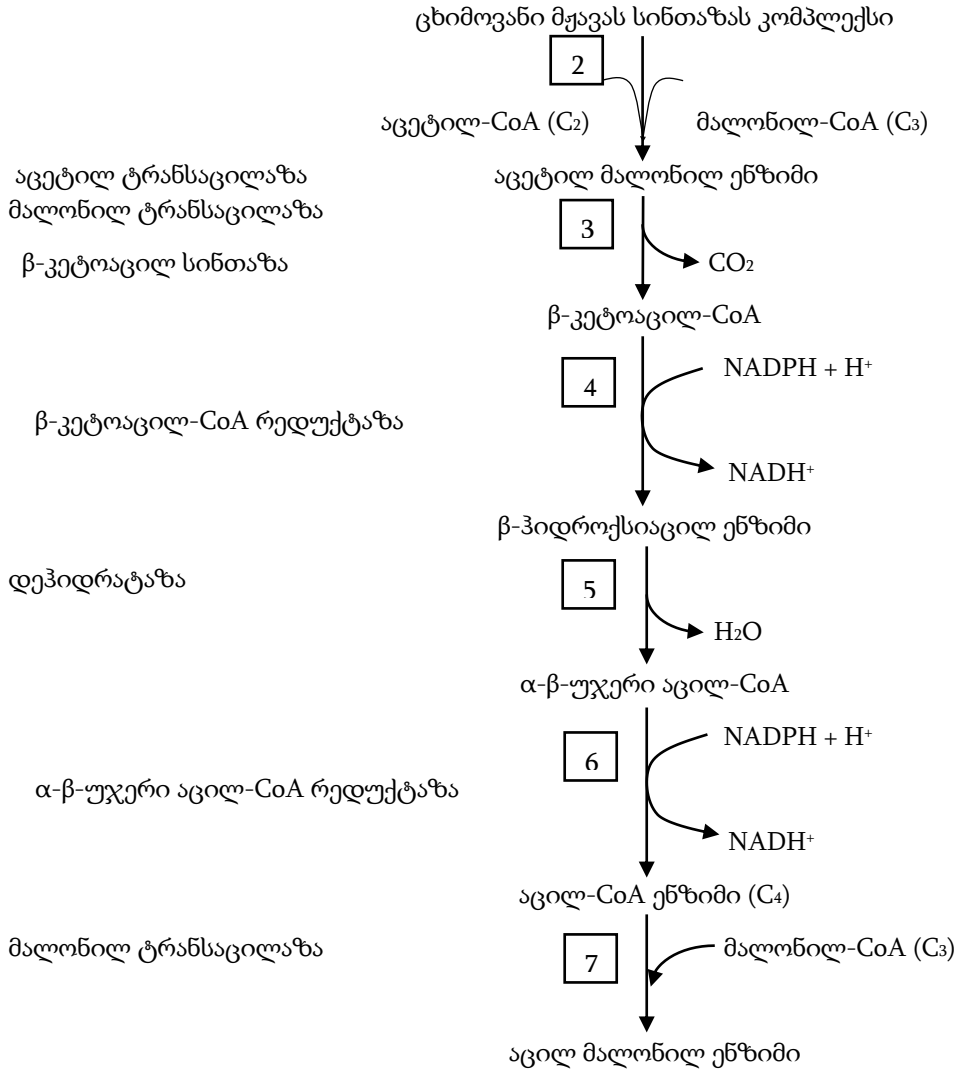 ცხიმოვანი მჟავას სინთაზას კომპლექსი
2
აცეტილ-CoA (C2) მალონილ-CoA (C3)
აცეტილ ტრანსაცილაზა აცეტილ მალონილ ენზიმი
მალონილ ტრანსაცილაზა
3
β-კეტოაცილ სინთაზა CO2
β-კეტოაცილ-CoA
4 NADPH + H+
β-კეტოაცილ-CoA რედუქტაზა
NADH+
β-ჰიდროქსიაცილ ენზიმი
დეჰიდრატაზა 5
H2O
α-β-უჯერი აცილ-CoA
6 NADPH + H+
α-β-უჯერი აცილ-CoA რედუქტაზა
NADH+
აცილ-CoA ენზიმი (C4)
მალონილ ტრანსაცილაზა 7 მალონილ-CoA (C3)
აცილ მალონილ ენზიმი